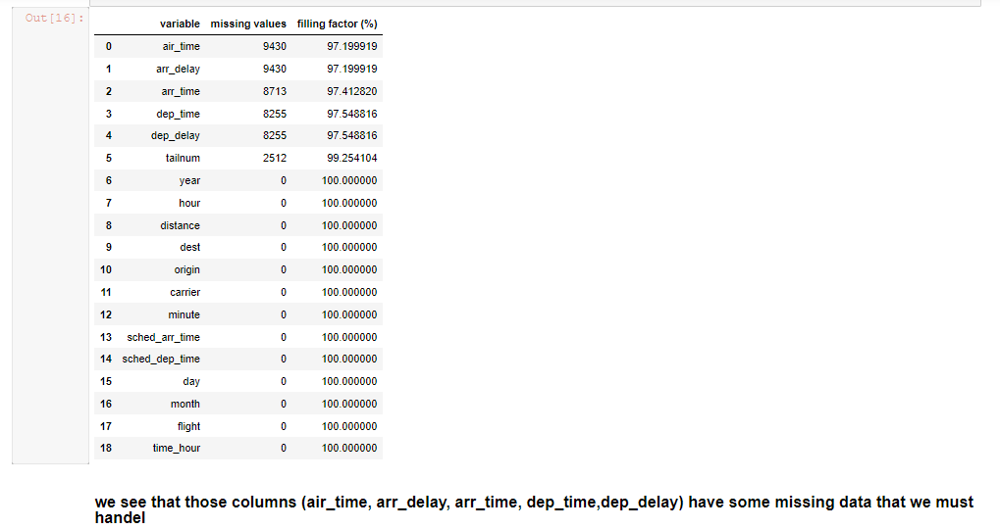 Out[16]:
variable missing values filling factor (%)
0 air_time 9430 97.199919
1 arr_delay 9430 97.199919
2 arr_time 8713 97.412820
3 dep_time 8255 97.548816
4 dep_delay 8255 97.548816
5 tailnum 2512 99.254104
6 year 0 100.000000
7 hour 0 100.000000
8 distance 0 100.000000
9 dest 0 100.000000
10 origin 0 100.000000
11 carrier 0 100.000000
12 minute 0 100.000000
13 sched_arr_time 0 100.000000
14 sched_dep_time 0 100.000000
15 day 0 100.000000
16 month 0 100.000000
17 flight 0 100.000000
18 time_hour 0 100.000000
we see that those columns (air_time, arr_delay, arr_time, dep_time,dep_delay) have some missing data that we must
handel